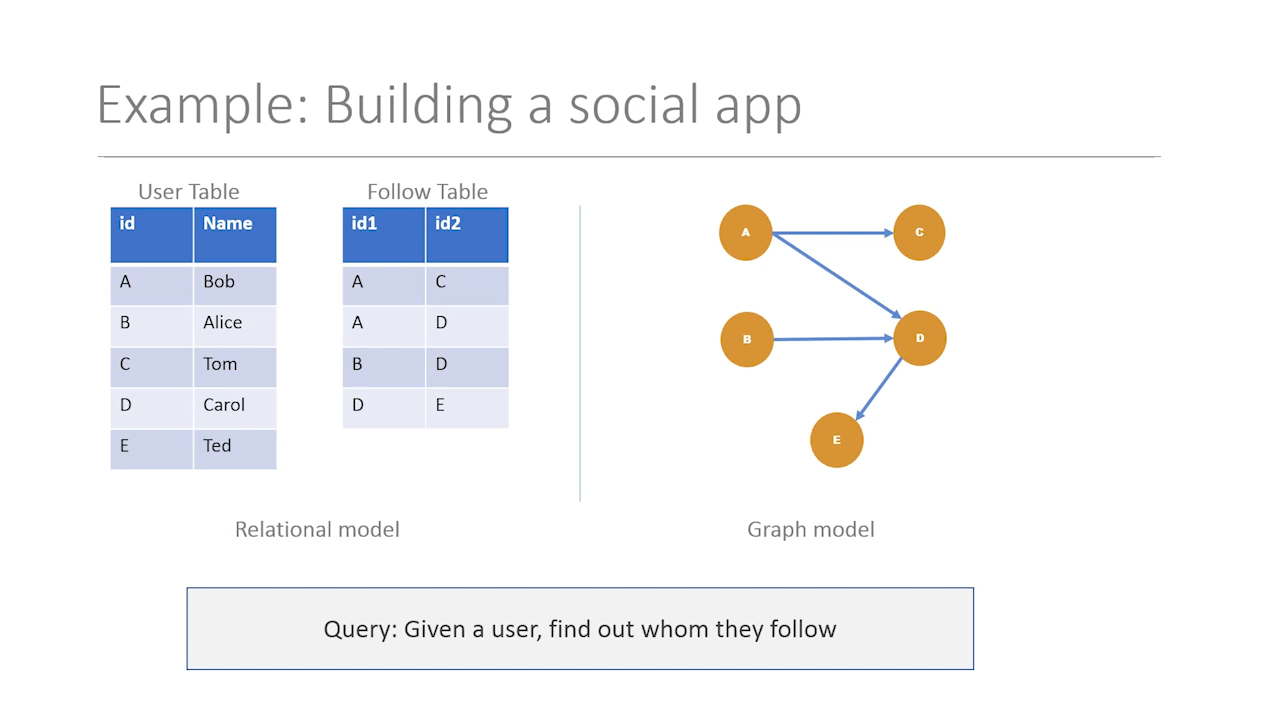 Example: Building a social app
User Table
id Name
A Bob
B Alice
C Tom
D Carol
E Ted
Follow Table
id1 id2
A C
A D
B D
D E
Relational model
A
C
B
D
E
Graph model
Query: Given a user, find out whom they follow